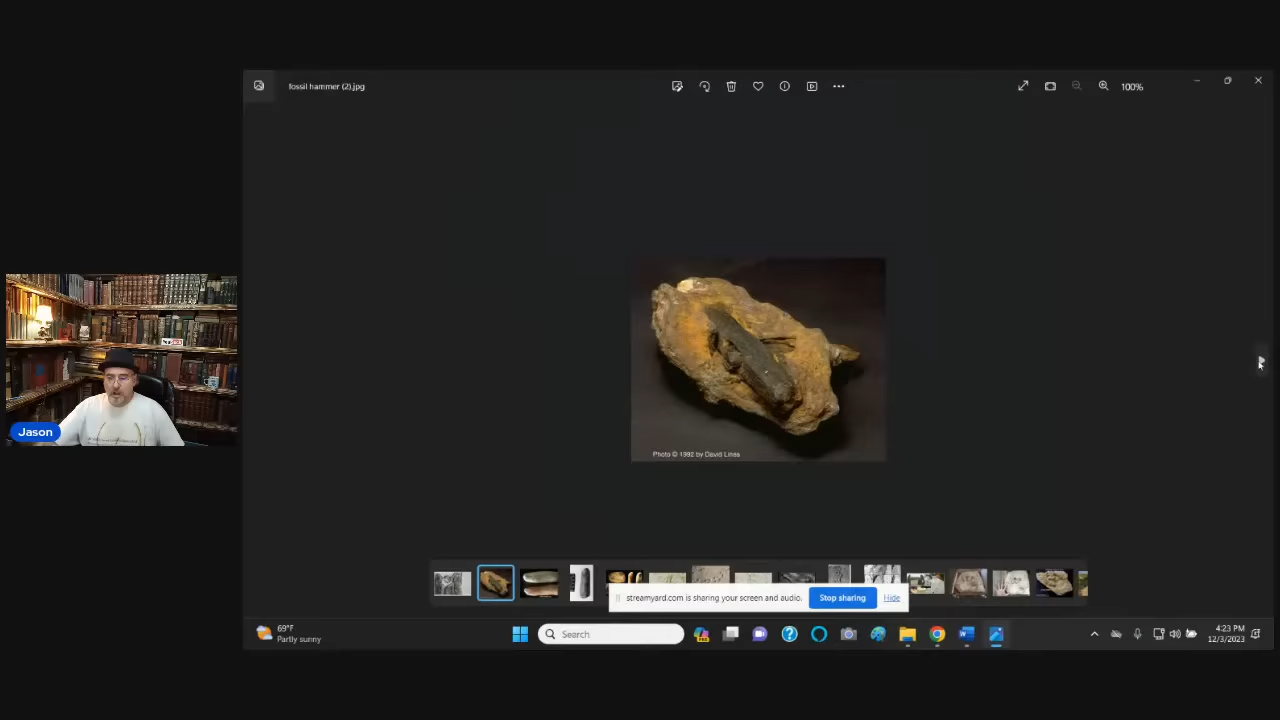 fossil hammer (2).jpg
100%
Jason
Photo © 1992 by David Lines
streamyard.com is sharing your screen and audio.
Stop sharing
Hide
69°F
Partly sunny
Search
4:23 PM
12/3/2023